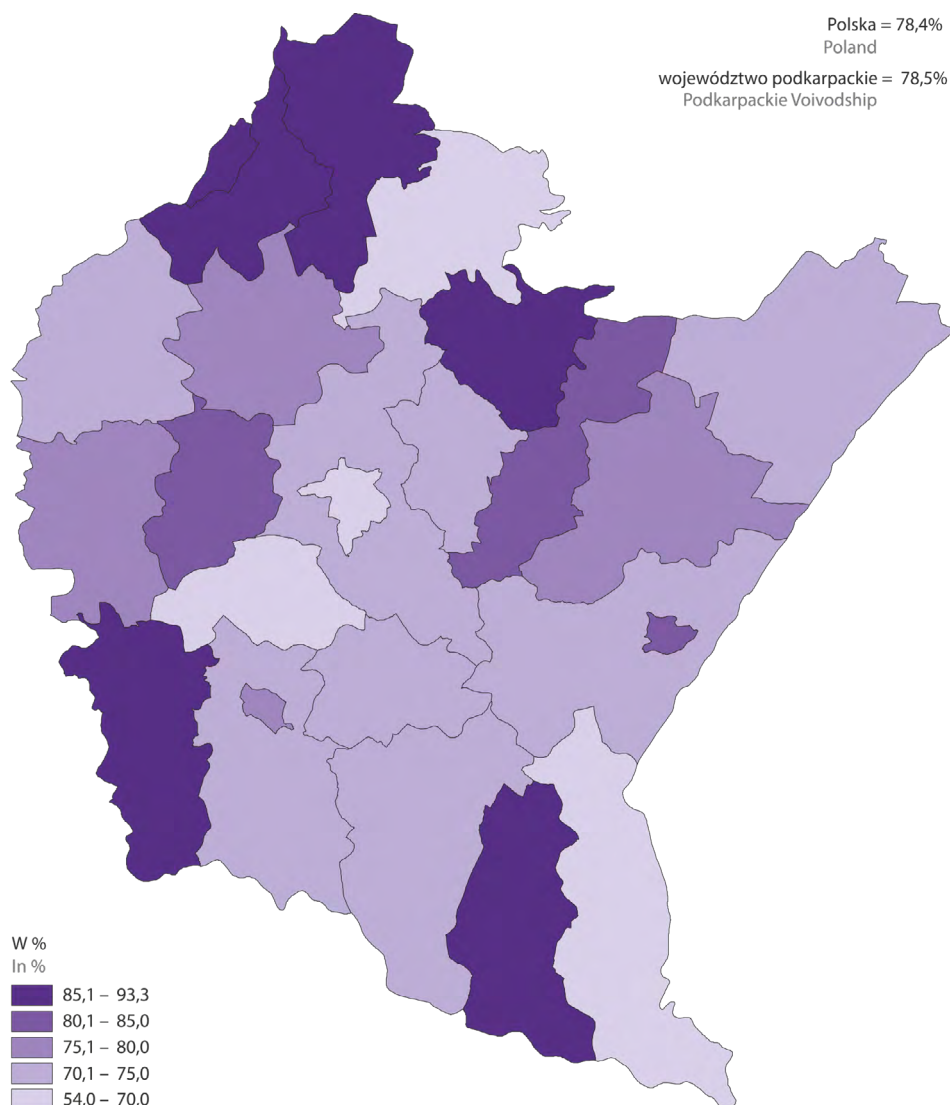 Polska = 78,4%
Poland
województwo podkarpackie = 78,5%
Podkarpackie Voivodship
W %
In %
85,1 – 93,3
80,1 – 85,0
75,1 – 80,0
70,1 – 75,0
54,0 – 70,0